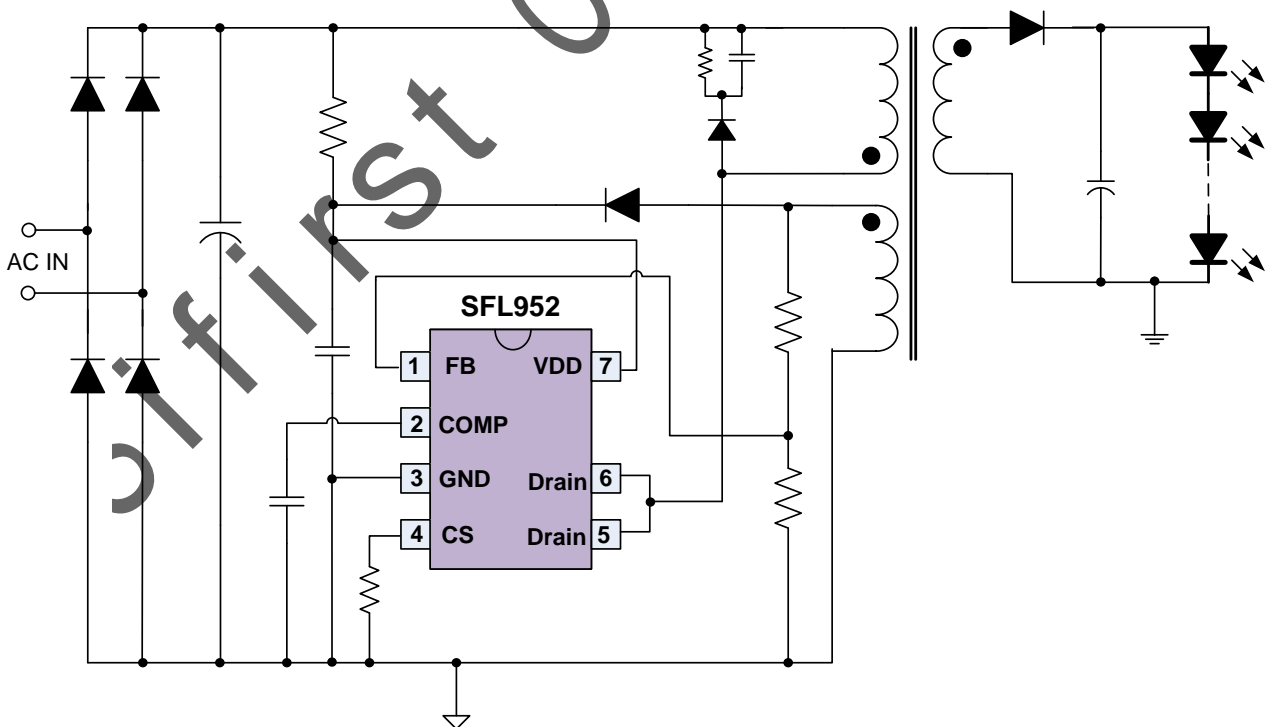 AC IN
SFL952
1 FB VDD 7
2 COMP
3 GND Drain 6
4 CS Drain 5